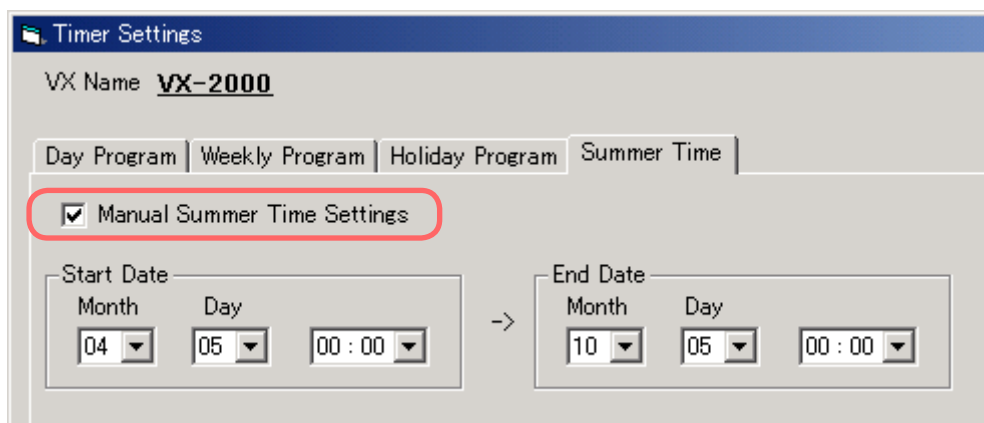 Timer Settings
VX Name VX-2000
Day Program Weekly Program Holiday Program Summer Time
Manual Summer Time Settings
Start Date End Date
Month Day -> Month Day
04 05 00 : 00 10 05 00 : 00